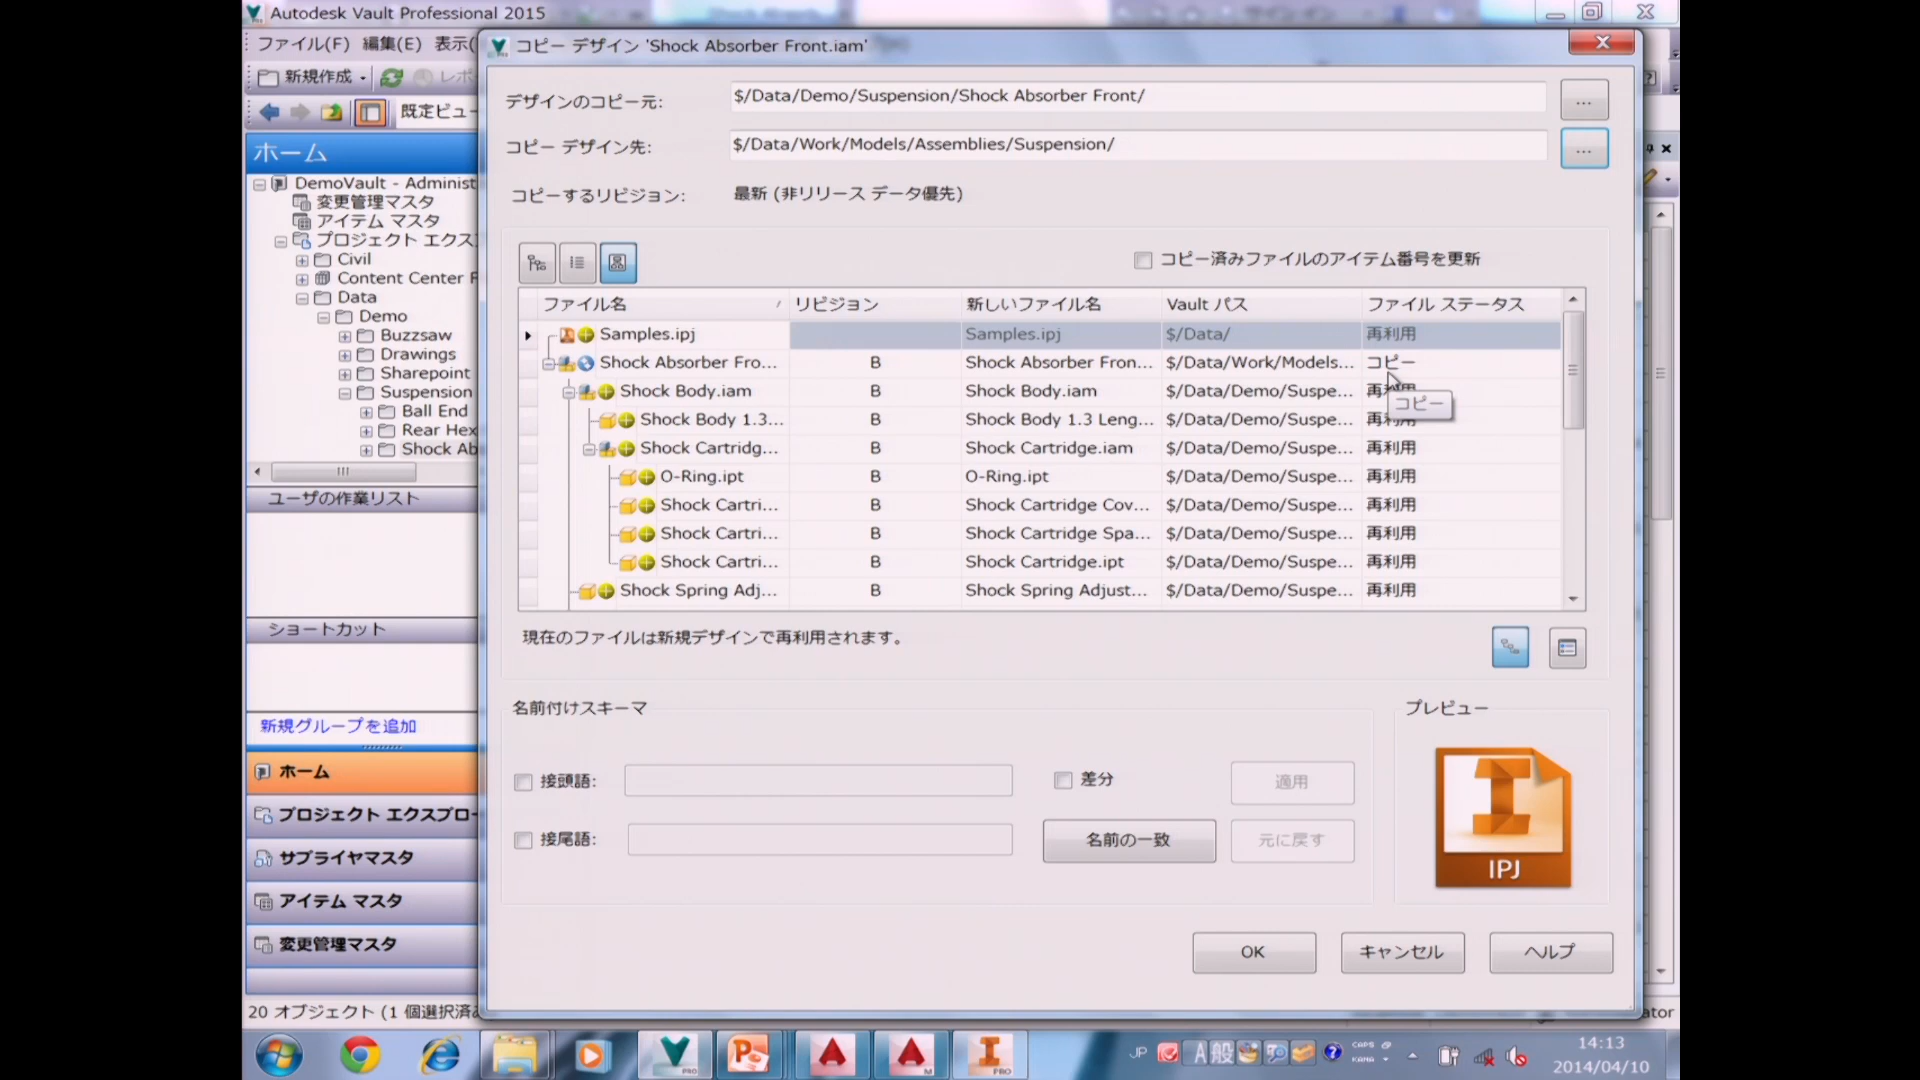 Autodesk Vault Professional 2015
ファイル(F) 編集(E) 表示(
新規作成
レポ
既定ビュー
ホーム
DemoVault - Administ
変更管理マスタ
アイテム マスタ
プロジェクト エクス
Civil
Content Center F
Data
Demo
Buzzsaw
Drawings
Sharepoint
Suspension
Ball End
Rear Hex
Shock Ab
ユーザの作業リスト
ショートカット
新規グループを追加
ホーム
プロジェクト エクスプロー
サプライヤマスタ
アイテム マスタ
変更管理マスタ
20 オブジェクト (1 個選択済み
コピー デザイン 'Shock Absorber Front.iam'
デザインのコピー元: $/Data/Demo/Suspension/Shock Absorber Front/ ...
コピー デザイン先: $/Data/Work/Models/Assemblies/Suspension/ ...
コピーするリビジョン: 最新 (非リリース データ優先)
コピー済みファイルのアイテム番号を更新
ファイル名 リビジョン 新しいファイル名 Vault パス ファイル ステータス
Samples.ipj Samples.ipj $/Data/ 再利用
Shock Absorber Fro... B Shock Absorber Fron... $/Data/Work/Models... コピー
Shock Body.iam B Shock Body.iam $/Data/Demo/Suspe... 再利用
コピー
Shock Body 1.3... B Shock Body 1.3 Leng... $/Data/Demo/Suspe... 再利用
Shock Cartridg... B Shock Cartridge.iam $/Data/Demo/Suspe... 再利用
O-Ring.ipt B O-Ring.ipt $/Data/Demo/Suspe... 再利用
Shock Cartri... B Shock Cartridge Cov... $/Data/Demo/Suspe... 再利用
Shock Cartri... B Shock Cartridge Spa... $/Data/Demo/Suspe... 再利用
Shock Cartri... B Shock Cartridge.ipt $/Data/Demo/Suspe... 再利用
Shock Spring Adj... B Shock Spring Adjust... $/Data/Demo/Suspe... 再利用
現在のファイルは新規デザインで再利用されます。
名前付けスキーマ
接頭語: 差分 適用
接尾語: 名前の一致 元に戻す
プレビュー
IPJ
OK キャンセル ヘルプ
ator
JP A 般 CAPS KANA
14:13
2014/04/10